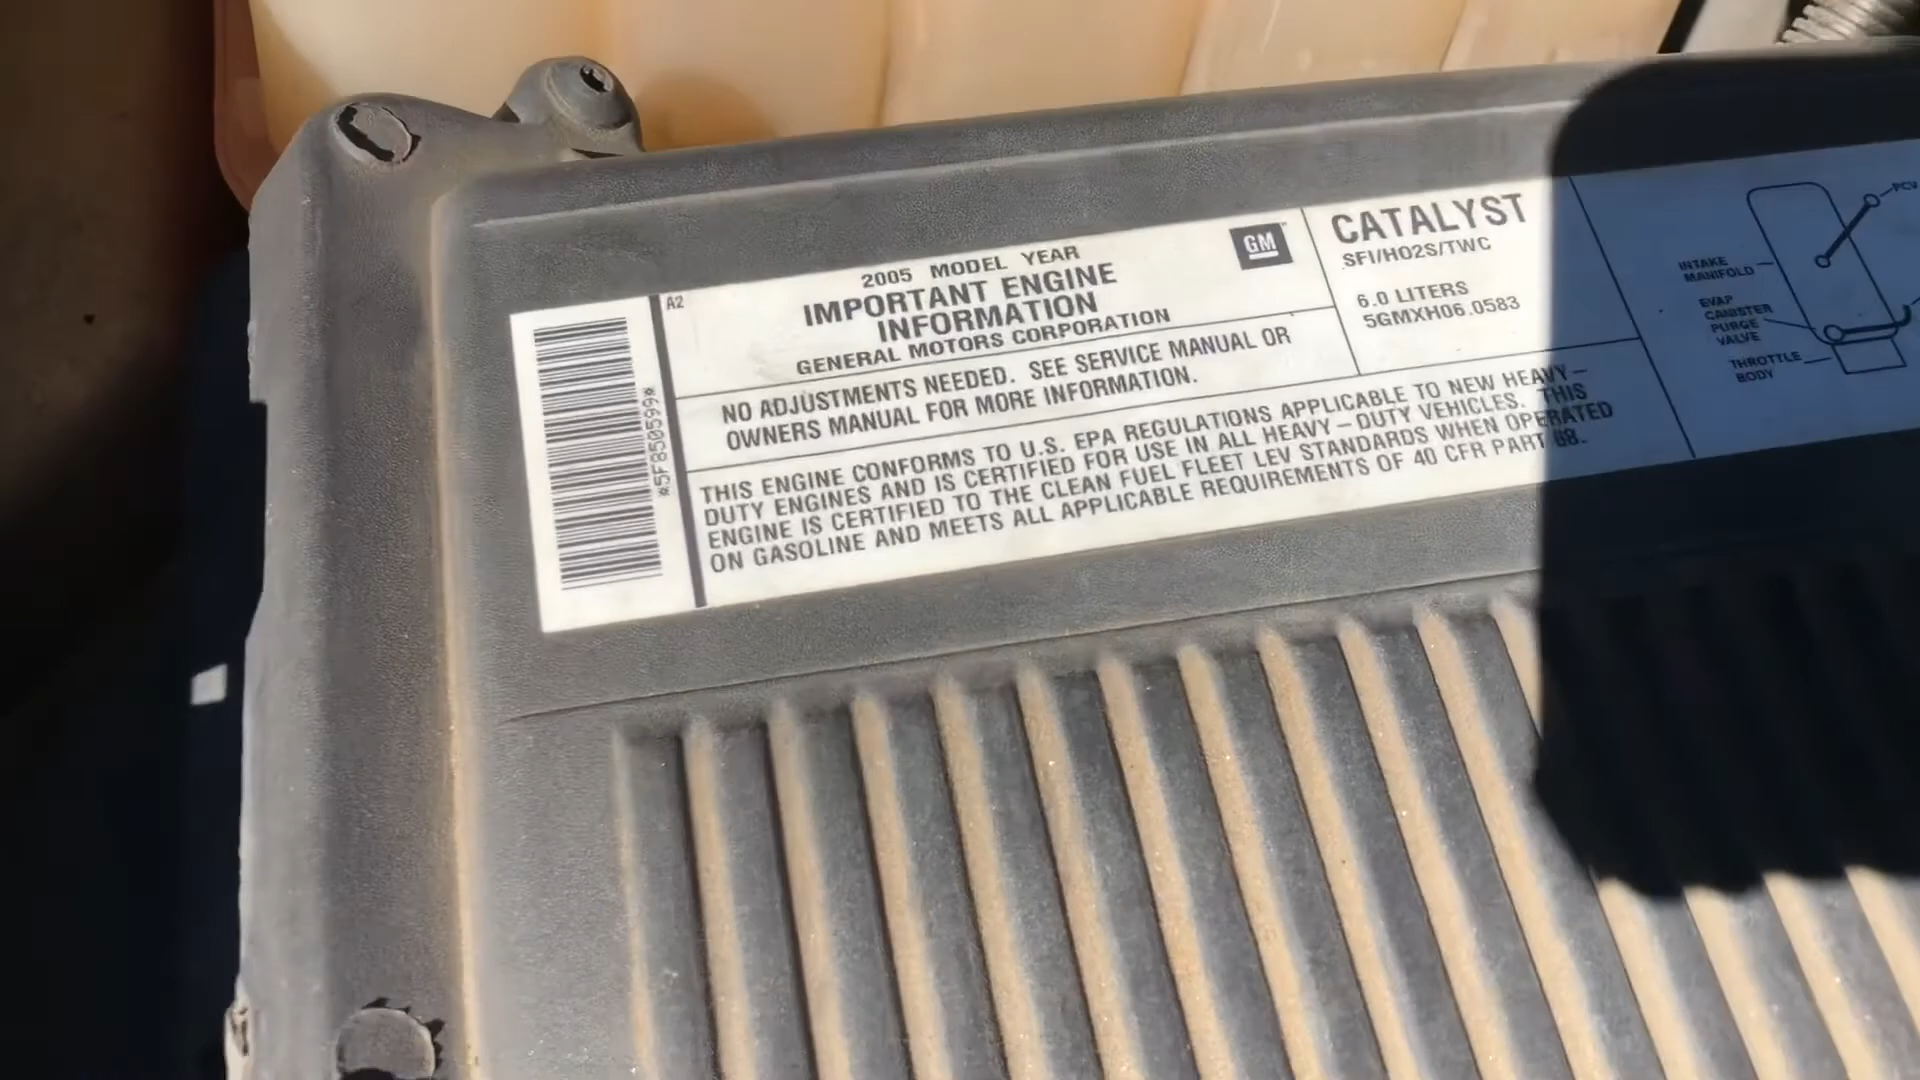 *5F850599*
A2
2005 MODEL YEAR
IMPORTANT ENGINE
INFORMATION
GENERAL MOTORS CORPORATION
GM
NO ADJUSTMENTS NEEDED. SEE SERVICE MANUAL OR
OWNERS MANUAL FOR MORE INFORMATION.
THIS ENGINE CONFORMS TO U.S. EPA REGULATIONS APPLICABLE TO NEW HEAVY-
DUTY ENGINES AND IS CERTIFIED FOR USE IN ALL HEAVY-DUTY VEHICLES. THIS
ENGINE IS CERTIFIED TO THE CLEAN FUEL FLEET LEV STANDARDS WHEN OPERATED
ON GASOLINE AND MEETS ALL APPLICABLE REQUIREMENTS OF 40 CFR PART 88.
CATALYST
SFI/HO2S/TWC
6.0 LITERS
5GMXH06.0583
PCV
INTAKE
MANIFOLD
EVAP
CANISTER
PURGE
VALVE
THROTTLE
BODY